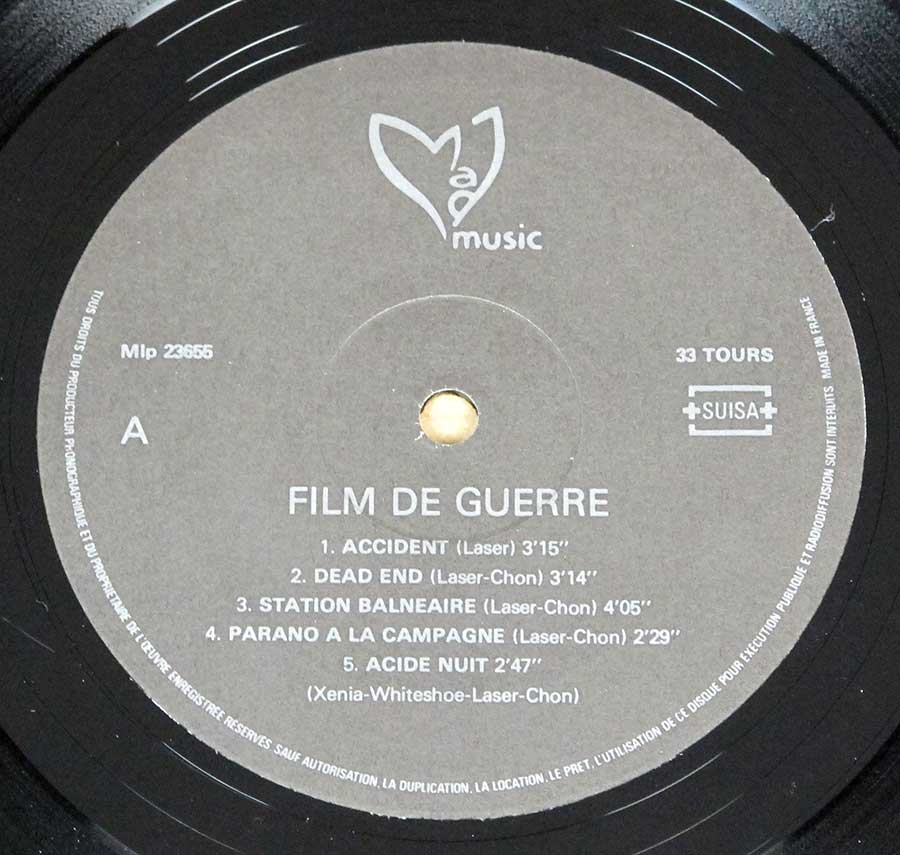 Mad
music
Mlp 23655
33 TOURS
A
SUISA
FILM DE GUERRE
1. ACCIDENT (Laser) 3'15''
2. DEAD END (Laser-Chon) 3'14''
3. STATION BALNEAIRE (Laser-Chon) 4'05''
4. PARANO A LA CAMPAGNE (Laser-Chon) 2'29''
5. ACIDE NUIT 2'47''
(Xenia-Whiteshoe-Laser-Chon)
TOUS DROITS DU PRODUCTEUR PHONOGRAPHIQUE ET DU PROPRIETAIRE DE L'ŒUVRE ENREGISTREE RESERVES. SAUF AUTORISATION, LA DUPLICATION, LA LOCATION, LE PRET, L'UTILISATION DE CE DISQUE POUR EXECUTION PUBLIQUE ET RADIODIFFUSION SONT INTERDITS. MADE IN FRANCE